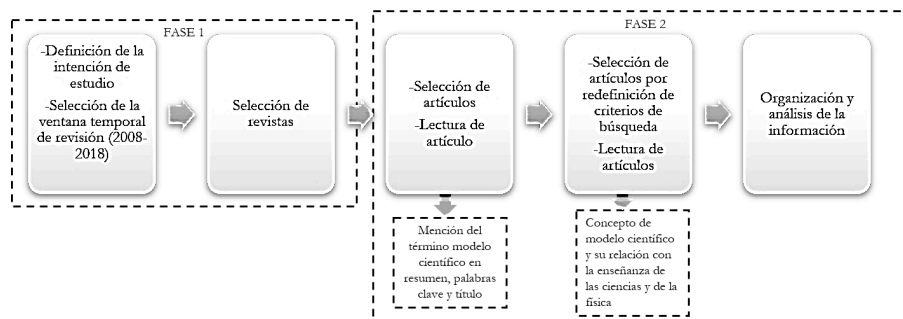 FASE 1
-Definición de la
intención de
estudio
-Selección de la
ventana temporal
de revisión (2008-
2018)
Selección de
revistas
FASE 2
-Selección de
artículos
-Lectura de
artículo
Mención del
término modelo
científico en
resumen, palabras
clave y título
-Selección de
artículos por
redefinición de
criterios de
búsqueda
-Lectura de
artículos
Concepto de
modelo científico
y su relación con
la enseñanza de
las ciencias y de la
física
Organización y
análisis de la
información